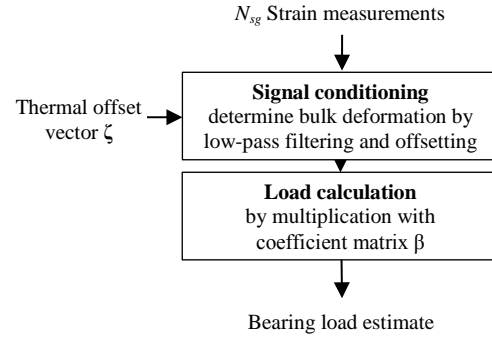 N_sg Strain measurements
Signal conditioning
Thermal offset
vector ζ
determine bulk deformation by
low-pass filtering and offsetting
Load calculation
by multiplication with
coefficient matrix β
Bearing load estimate